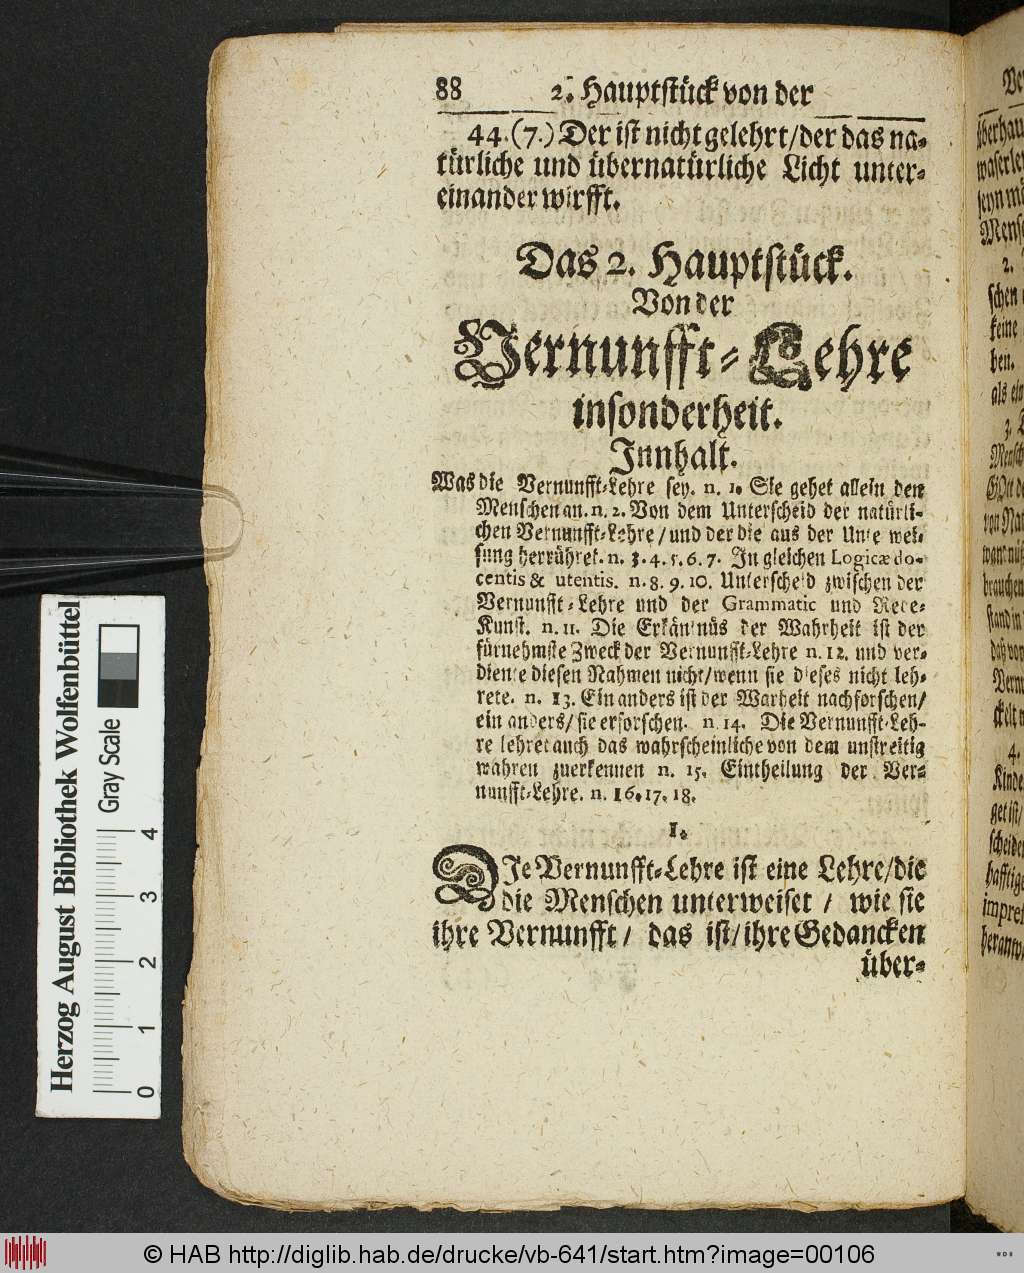 88 2. Hauptstück von der
44. (7.) Der ist nicht gelehrt/der das na-
türliche und übernatürliche Licht unter-
einander wirfft.
Das 2. Hauptstück.
Von der
Vernunfft-Lehre
insonderheit.
Innhalt.
Was die Vernunfft-Lehre sey. n. 1. Sie gehet allein den
Menschen an. n. 2. Von dem Unterscheid der natürli-
chen Vernunfft-Lehre/und der die aus der Unte wei-
sung herrühret. n. 3. 4. 5. 6. 7. In gleichen Logicæ do-
centis & utentis. n. 8. 9. 10. Unterscheid zwischen der
Vernunfft-Lehre und der Grammatic und Rede-
Kunst. n. 11. Die Erkäntnüs der Wahrheit ist der
fürnehmste Zweck der Vernunfft-Lehre n. 12. und ver-
diente diesen Nahmen nicht/wenn sie dieses nicht leh-
rete. n. 13. Ein anders ist der Warheit nachforschen/
ein anders/sie erforschen. n. 14. Die Vernunfft-Leh-
re lehret auch das wahrscheinliche von dem unstreitig
wahren zuerkennen n. 15. Eintheilung der Ver-
nunfft-Lehre. n. 16. 17. 18.
1.
DIe Vernunfft-Lehre ist eine Lehre/die
die Menschen unterweiset / wie sie
ihre Vernunfft / das ist/ihre Gedancken
über-
Herzog August Bibliothek Wolfenbüttel
Gray Scale
0 1 2 3 4
© HAB http://diglib.hab.de/drucke/vb-641/start.htm?image=00106